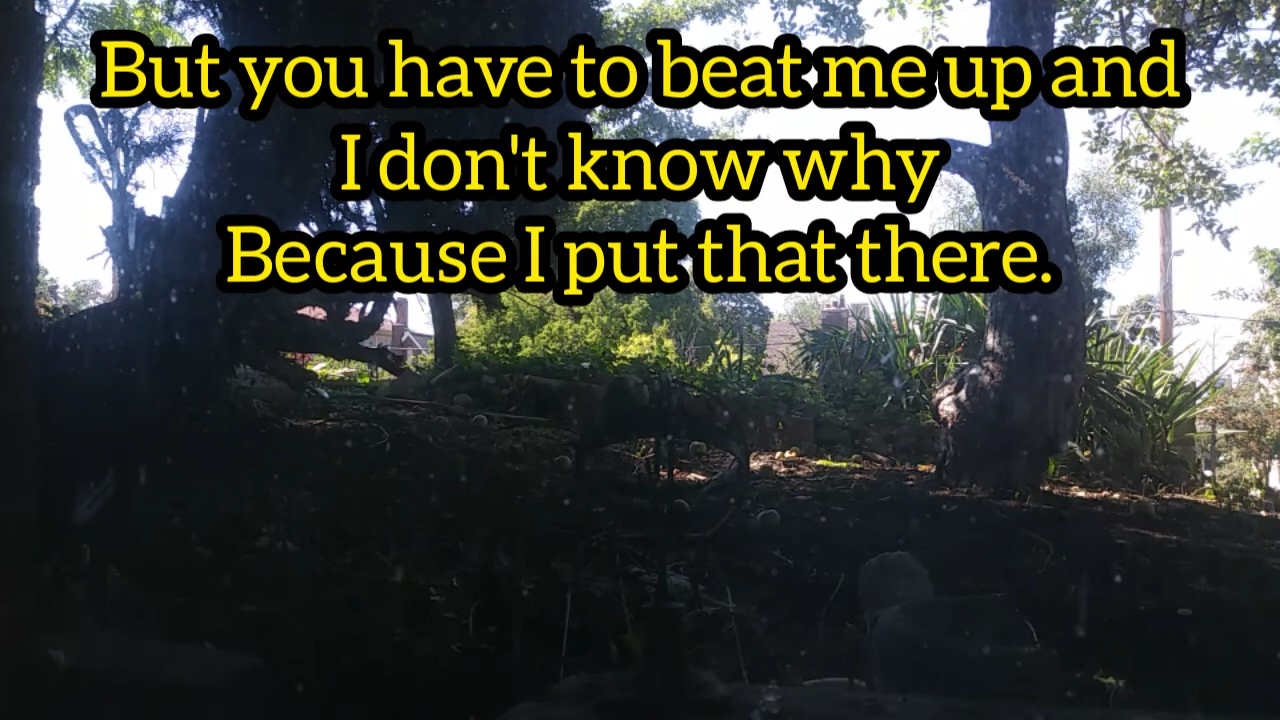 But you have to beat me up and
I don't know why
Because I put that there.